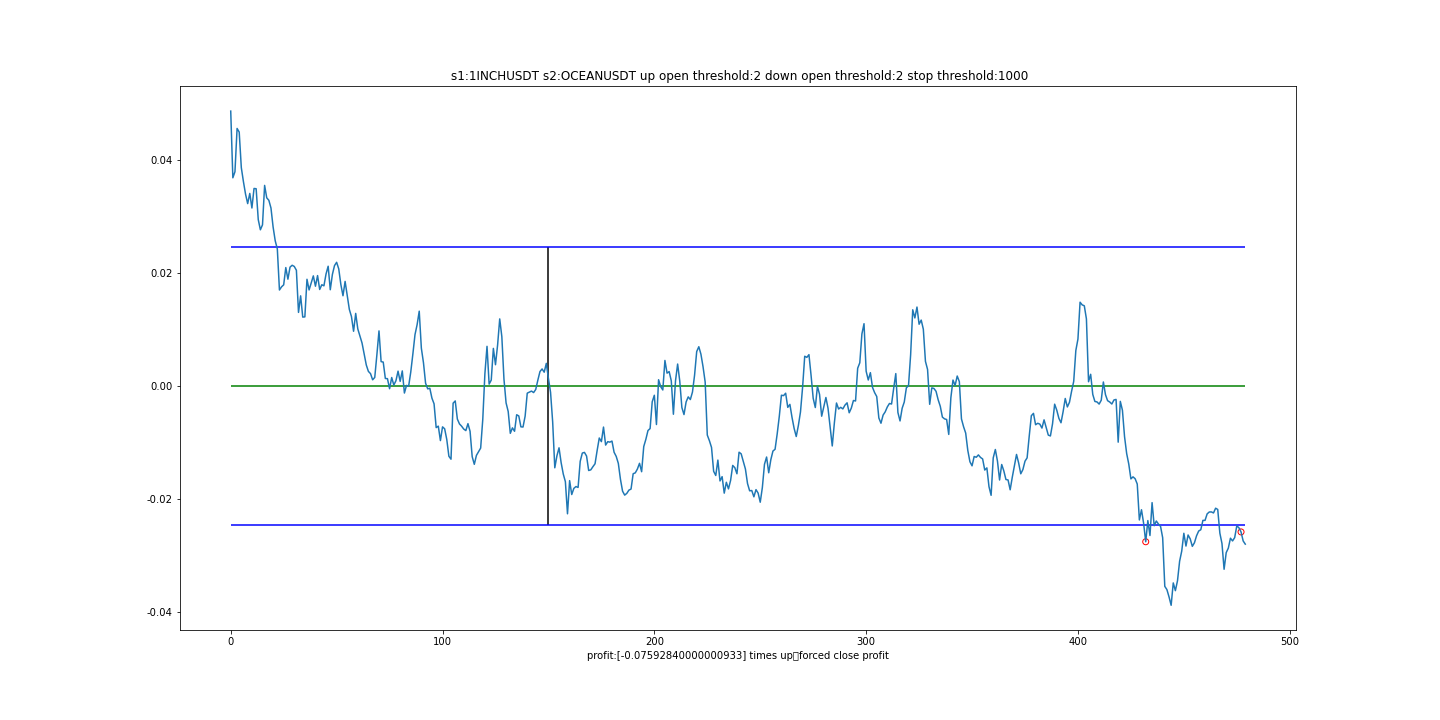 s1:1INCHUSDT s2:OCEANUSDT up open threshold:2 down open threshold:2 stop threshold:1000
0.04
0.02
0.00
-0.02
-0.04
0 100 200 300 400 500
profit:[-0.07592840000000933] times up▯forced close profit